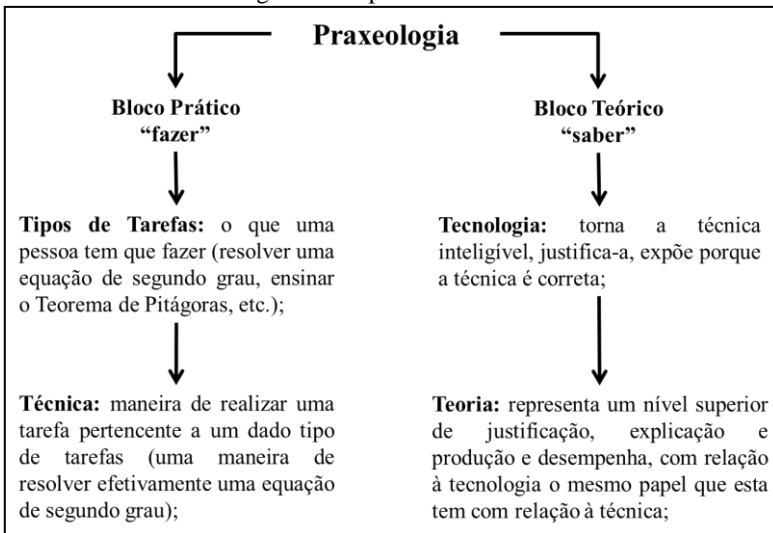 Praxeologia
Bloco Prático
“fazer”
Tipos de Tarefas: o que uma
pessoa tem que fazer (resolver uma
equação de segundo grau, ensinar
o Teorema de Pitágoras, etc.);
Técnica: maneira de realizar uma
tarefa pertencente a um dado tipo
de tarefas (uma maneira de
resolver efetivamente uma equação
de segundo grau);
Bloco Teórico
“saber”
Tecnologia: torna a técnica
inteligível, justifica-a, expõe porque
a técnica é correta;
Teoria: representa um nível superior
de justificação, explicação e
produção e desempenha, com relação
à tecnologia o mesmo papel que esta
tem com relação à técnica;